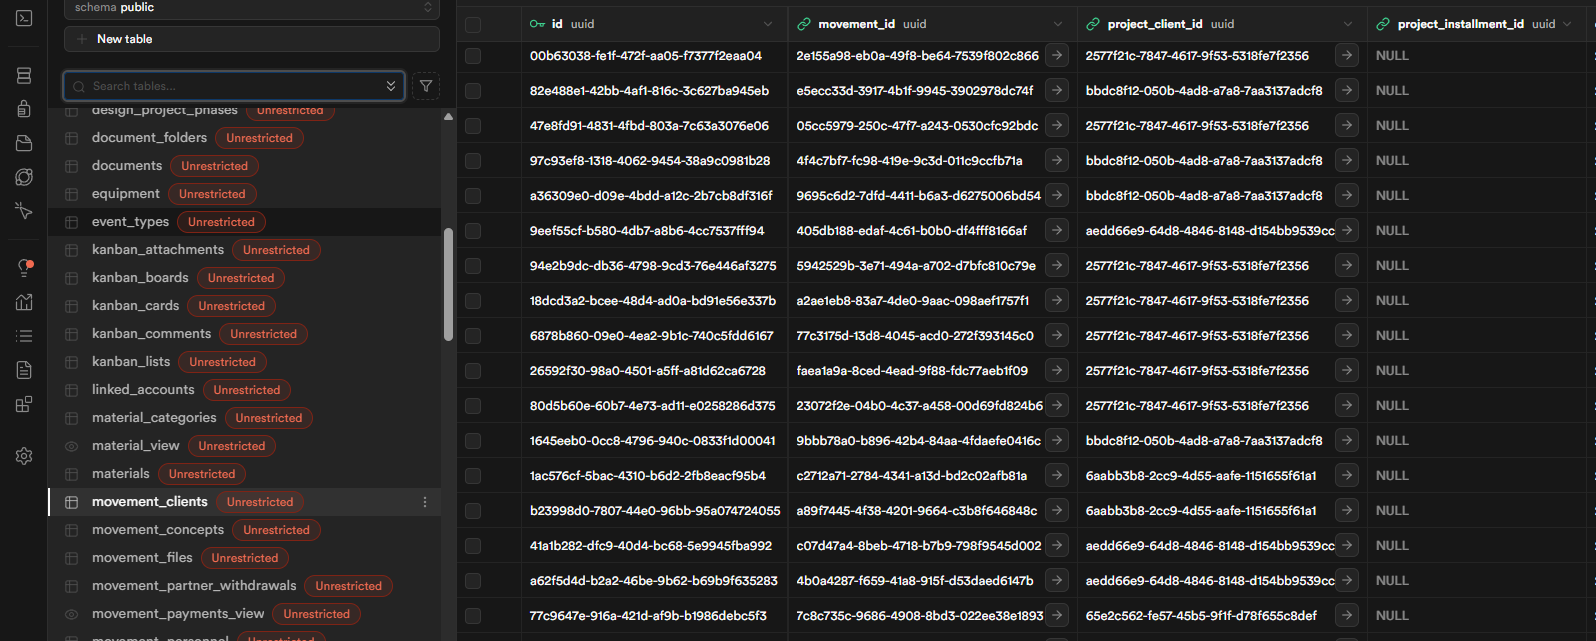 schema public
New table
Search tables...
design_project_phases Unrestricted
document_folders Unrestricted
documents Unrestricted
equipment Unrestricted
event_types Unrestricted
kanban_attachments Unrestricted
kanban_boards Unrestricted
kanban_cards Unrestricted
kanban_comments Unrestricted
kanban_lists Unrestricted
linked_accounts Unrestricted
material_categories Unrestricted
material_view Unrestricted
materials Unrestricted
movement_clients Unrestricted
movement_concepts Unrestricted
movement_files Unrestricted
movement_partner_withdrawals Unrestricted
movement_payments_view Unrestricted
movement_personnel Unrestricted
id uuid movement_id uuid project_client_id uuid project_installment_id uuid
00b63038-fe1f-472f-aa05-f7377f2eaa04 2e155a98-eb0a-49f8-be64-7539f802c866 2577f21c-7847-4617-9f53-5318fe7f2356 NULL
82e488e1-42bb-4af1-816c-3c627ba945eb e5ecc33d-3917-4b1f-9945-3902978dc74f bbdc8f12-050b-4ad8-a7a8-7aa3137adcf8 NULL
47e8fd91-4831-4fbd-803a-7c63a3076e06 05cc5979-250c-47f7-a243-0530cfc92bdc 2577f21c-7847-4617-9f53-5318fe7f2356 NULL
97c93ef8-1318-4062-9454-38a9c0981b28 4f4c7bf7-fc98-419e-9c3d-011c9ccfb71a bbdc8f12-050b-4ad8-a7a8-7aa3137adcf8 NULL
a36309e0-d09e-4bdd-a12c-2b7cb8df316f 9695c6d2-7dfd-4411-b6a3-d6275006bd54 bbdc8f12-050b-4ad8-a7a8-7aa3137adcf8 NULL
9eef55cf-b580-4db7-a8b6-4cc7537fff94 405db188-edaf-4c61-b0b0-df4fff8166af aedd66e9-64d8-4846-8148-d154bb9539cc NULL
94e2b9dc-db36-4798-9cd3-76e446af3275 5942529b-3e71-494a-a702-d7bfc810c79e 2577f21c-7847-4617-9f53-5318fe7f2356 NULL
18dcd3a2-bcee-48d4-ad0a-bd91e56e337b a2ae1eb8-83a7-4de0-9aac-098aef1757f1 2577f21c-7847-4617-9f53-5318fe7f2356 NULL
6878b860-09e0-4ea2-9b1c-740c5fdd6167 77c3175d-13d8-4045-acd0-272f393145c0 2577f21c-7847-4617-9f53-5318fe7f2356 NULL
26592f30-98a0-4501-a5ff-a81d62ca6728 faea1a9a-8ced-4ead-9f88-fdc77aeb1f09 2577f21c-7847-4617-9f53-5318fe7f2356 NULL
80d5b60e-60b7-4e73-ad11-e0258286d375 23072f2e-04b0-4c37-a458-00d69fd824b6 2577f21c-7847-4617-9f53-5318fe7f2356 NULL
1645eeb0-0cc8-4796-940c-0833f1d00041 9bbb78a0-b896-42b4-84aa-4fdaefe0416c bbdc8f12-050b-4ad8-a7a8-7aa3137adcf8 NULL
1ac576cf-5bac-4310-b6d2-2fb8eacf95b4 c2712a71-2784-4341-a13d-bd2c02afb81a 6aabb3b8-2cc9-4d55-aafe-1151655f61a1 NULL
b23998d0-7807-44e0-96bb-95a074724055 a89f7445-4f38-4201-9664-c3b8f646848c 6aabb3b8-2cc9-4d55-aafe-1151655f61a1 NULL
41a1b282-dfc9-40d4-bc68-5e9945fba992 c07d47a4-8beb-4718-b7b9-798f9545d002 aedd66e9-64d8-4846-8148-d154bb9539cc NULL
a62f5d4d-b2a2-46be-9b62-b69b9f635283 4b0a4287-f659-41a8-915f-d53daed6147b aedd66e9-64d8-4846-8148-d154bb9539cc NULL
77c9647e-916a-421d-af9b-b1986debc5f3 7c8c735c-9686-4908-8bd3-022ee38e1893 65e2c562-fe57-45b5-9f1f-d78f655c8def NULL